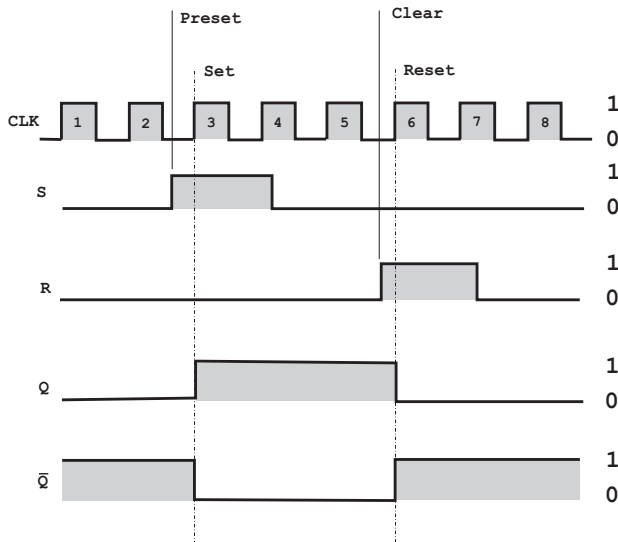 Preset
Clear
Set
Reset
CLK 1 2 3 4 5 6 7 8 1
0
S 1
0
R 1
0
Q 1
0
Q̅ 1
0